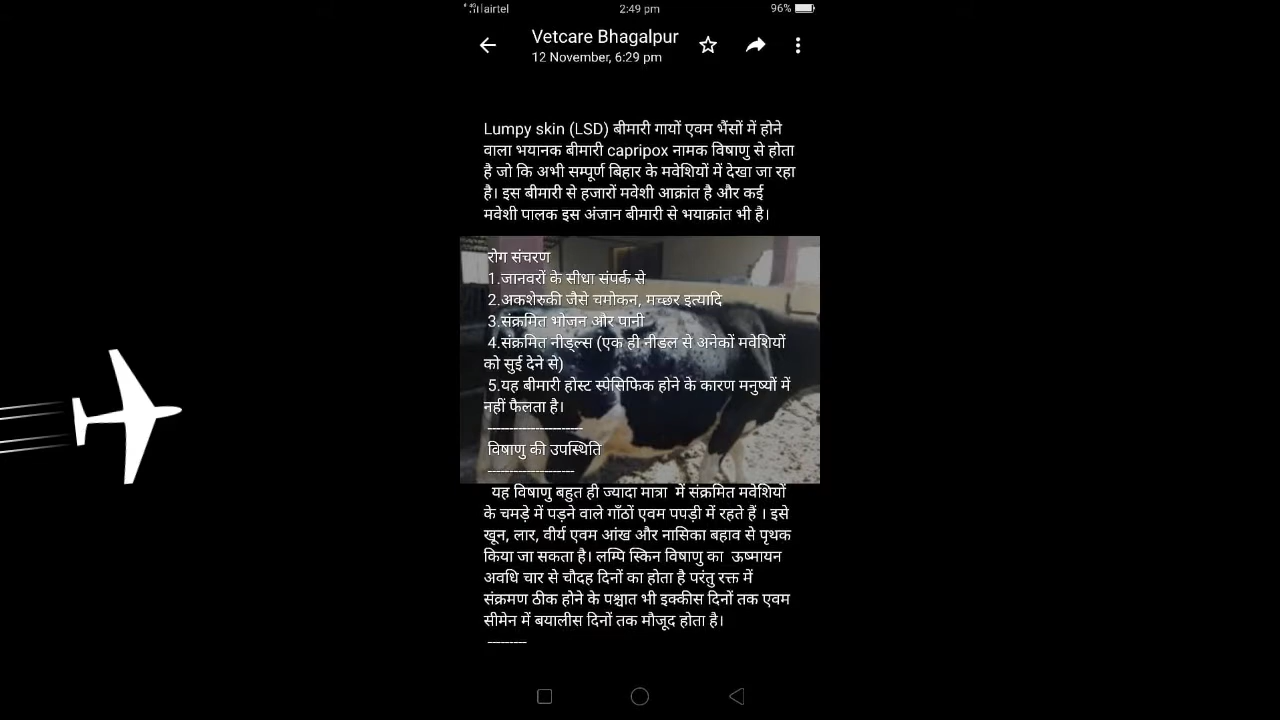 airtel
2:49 pm
96%
Vetcare Bhagalpur
12 November, 6:29 pm
Lumpy skin (LSD) बीमारी गायों एवम भैंसों में होने
वाला भयानक बीमारी capripox नामक विषाणु से होता
है जो कि अभी सम्पूर्ण बिहार के मवेशियों में देखा जा रहा
है। इस बीमारी से हजारों मवेशी आक्रांत है और कई
मवेशी पालक इस अंजान बीमारी से भयाक्रांत भी है।
रोग संचरण
1.जानवरों के सीधा संपर्क से
2.अकशेरुकी जैसे चमोकन, मच्छर इत्यादि
3.संक्रमित भोजन और पानी
4.संक्रमित नीड्ल्स (एक ही नीडल से अनेकों मवेशियों
को सुई देने से)
5.यह बीमारी होस्ट स्पेसिफिक होने के कारण मनुष्यों में
नहीं फैलता है।
----------------------
विषाणु की उपस्थिति
--------------------
यह विषाणु बहुत ही ज्यादा मात्रा में संक्रमित मवेशियों
के चमड़े में पड़ने वाले गाँठों एवम पपड़ी में रहते हैं । इसे
खून, लार, वीर्य एवम आंख और नासिका बहाव से पृथक
किया जा सकता है। लम्पि स्किन विषाणु का ऊष्मायन
अवधि चार से चौदह दिनों का होता है परंतु रक्त में
संक्रमण ठीक होने के पश्चात भी इक्कीस दिनों तक एवम
सीमेन में बयालीस दिनों तक मौजूद होता है।
---------